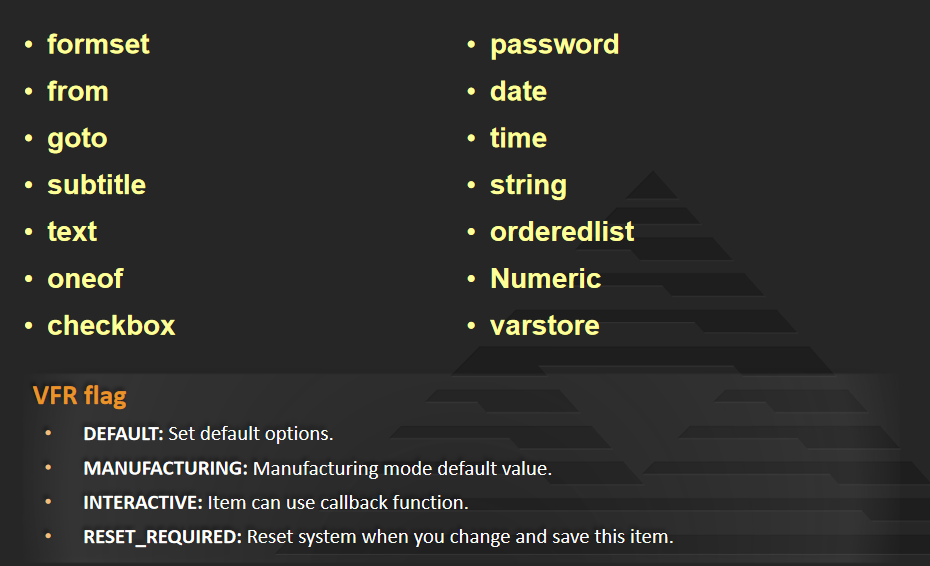 • formset
• from
• goto
• subtitle
• text
• oneof
• checkbox
• password
• date
• time
• string
• orderedlist
• Numeric
• varstore
VFR flag
• DEFAULT: Set default options.
• MANUFACTURING: Manufacturing mode default value.
• INTERACTIVE: Item can use callback function.
• RESET_REQUIRED: Reset system when you change and save this item.